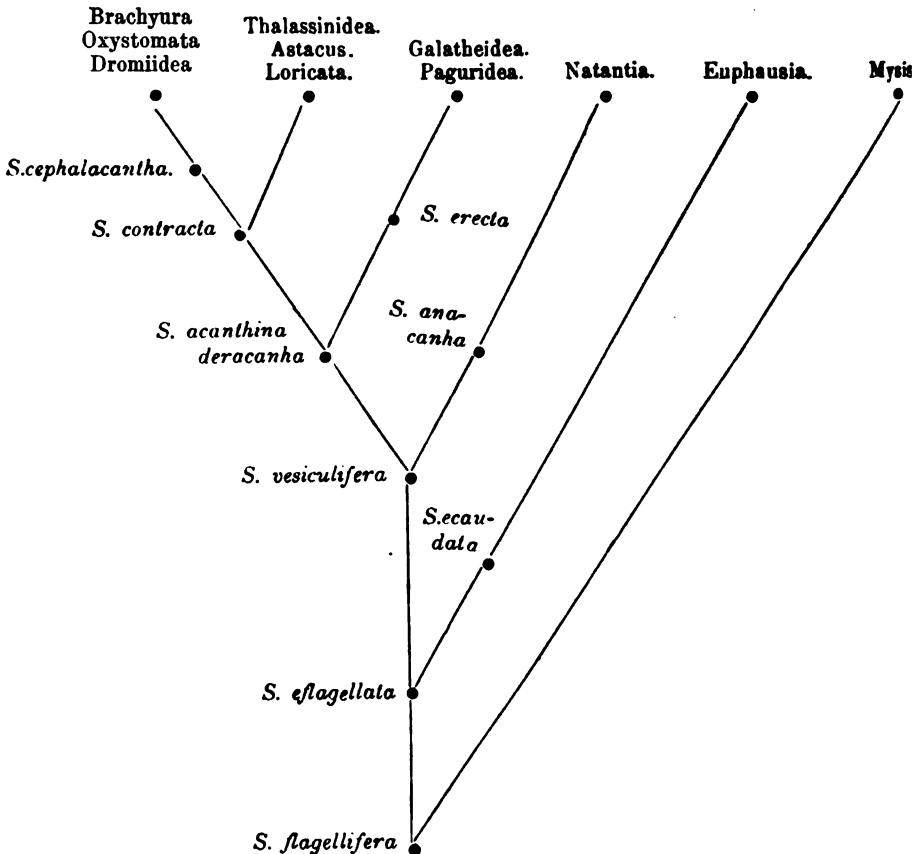 Brachyura
Oxystomata
Dromiidea
Thalassinidea.
Astacus.
Loricata.
Galatheidea.
Paguridea.
Natantia.
Euphausia.
Mysis
S. cephalacantha.
S. contracta
S. erecta
S. ana-
canha
S. acanthina
deracanha
S. vesiculifera
S. ecau-
data
S. eflagellata
S. flagellifera